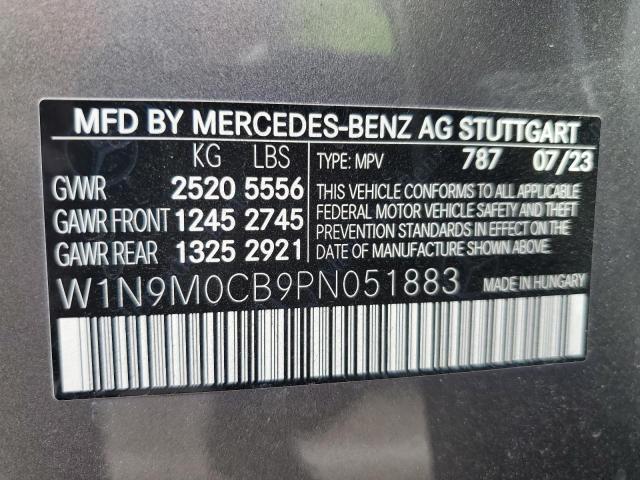 MFD BY MERCEDES-BENZ AG STUTTGART
KG LBS
GVWR 2520 5556
GAWR FRONT 1245 2745
GAWR REAR 1325 2921
TYPE: MPV 787 07/23
THIS VEHICLE CONFORMS TO ALL APPLICABLE
FEDERAL MOTOR VEHICLE SAFETY AND THEFT
PREVENTION STANDARDS IN EFFECT ON THE
DATE OF MANUFACTURE SHOWN ABOVE.
W1N9M0CB9PN051883 MADE IN HUNGARY